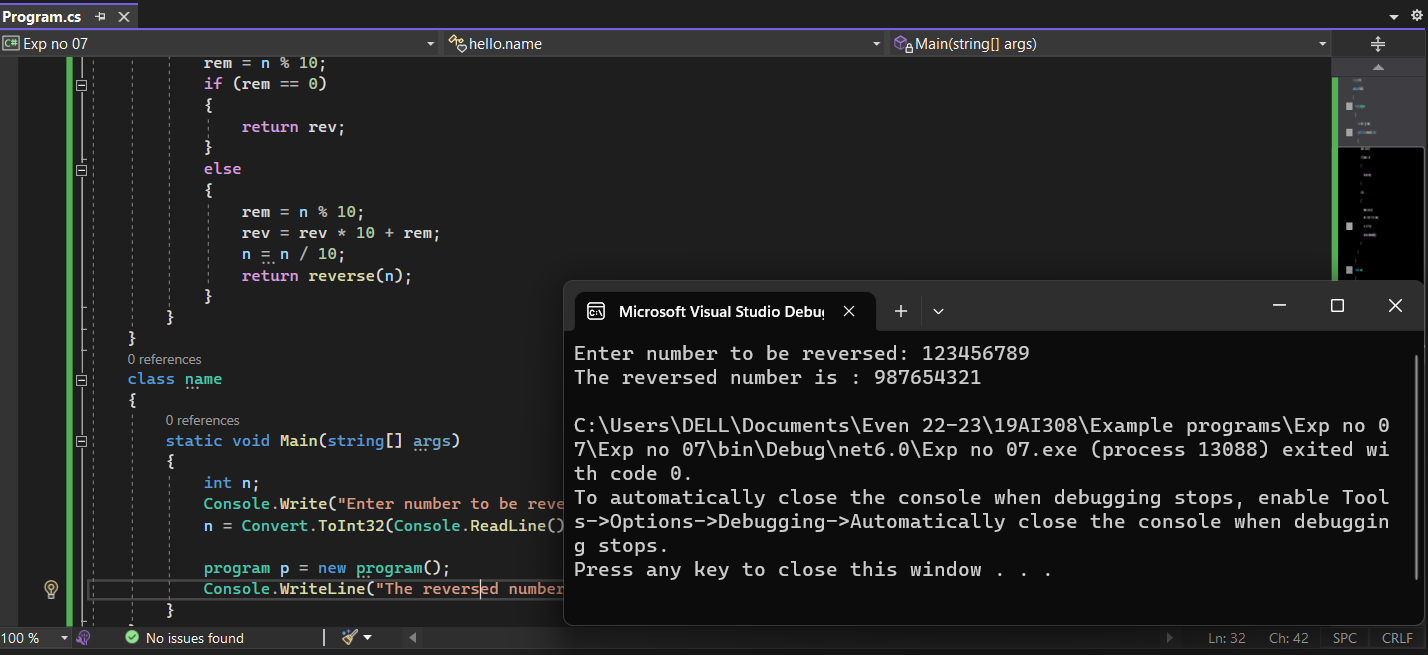 Program.cs
Exp no 07 hello.name Main(string[] args)
rem = n % 10;
if (rem == 0)
{
return rev;
}
else
{
rem = n % 10;
rev = rev * 10 + rem;
n = n / 10;
return reverse(n);
}
}
}
0 references
class name
{
0 references
static void Main(string[] args)
{
int n;
Console.Write("Enter number to be reve
n = Convert.ToInt32(Console.ReadLine()
program p = new program();
Console.WriteLine("The reversed number
}
Microsoft Visual Studio Debu
Enter number to be reversed: 123456789
The reversed number is : 987654321
C:\Users\DELL\Documents\Even 22-23\19AI308\Example programs\Exp no 0
7\Exp no 07\bin\Debug\net6.0\Exp no 07.exe (process 13088) exited wi
th code 0.
To automatically close the console when debugging stops, enable Tool
s->Options->Debugging->Automatically close the console when debuggin
g stops.
Press any key to close this window . . .
100 % No issues found Ln: 32 Ch: 42 SPC CRLF